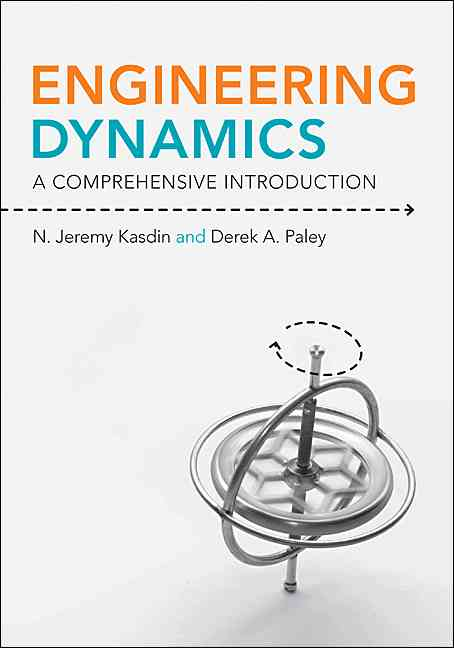 ENGINEERING
DYNAMICS
A COMPREHENSIVE INTRODUCTION
N. Jeremy Kasdin and Derek A. Paley